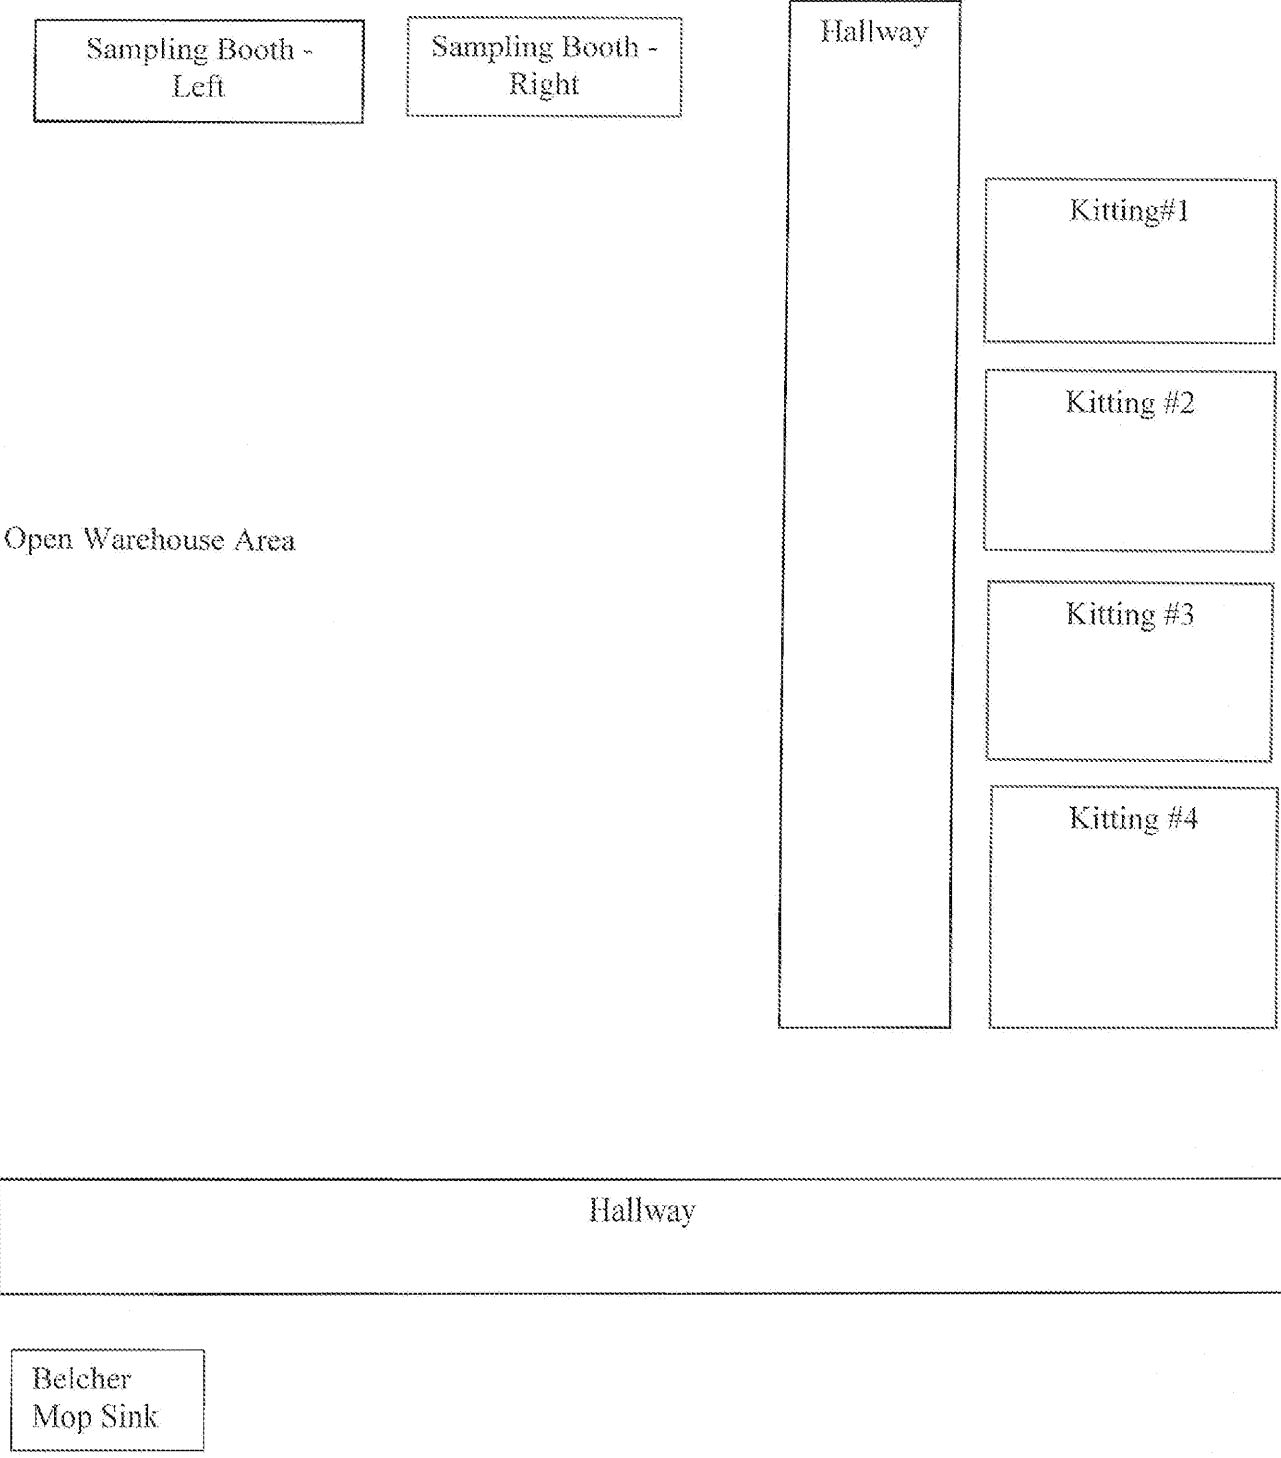 Sampling Booth -
Left
Sampling Booth -
Right
Hallway
Kitting#1
Kitting #2
Open Warehouse Area
Kitting #3
Kitting #4
Hallway
Belcher
Mop Sink